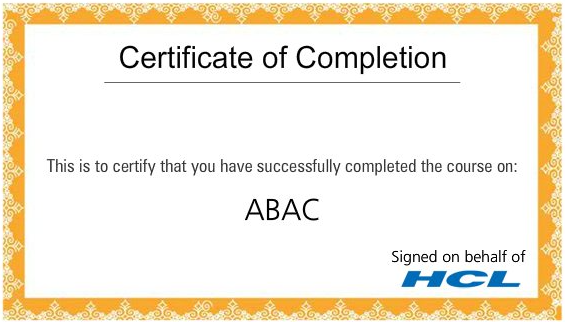 Certificate of Completion
This is to certify that you have successfully completed the course on:
ABAC
Signed on behalf of
HCL